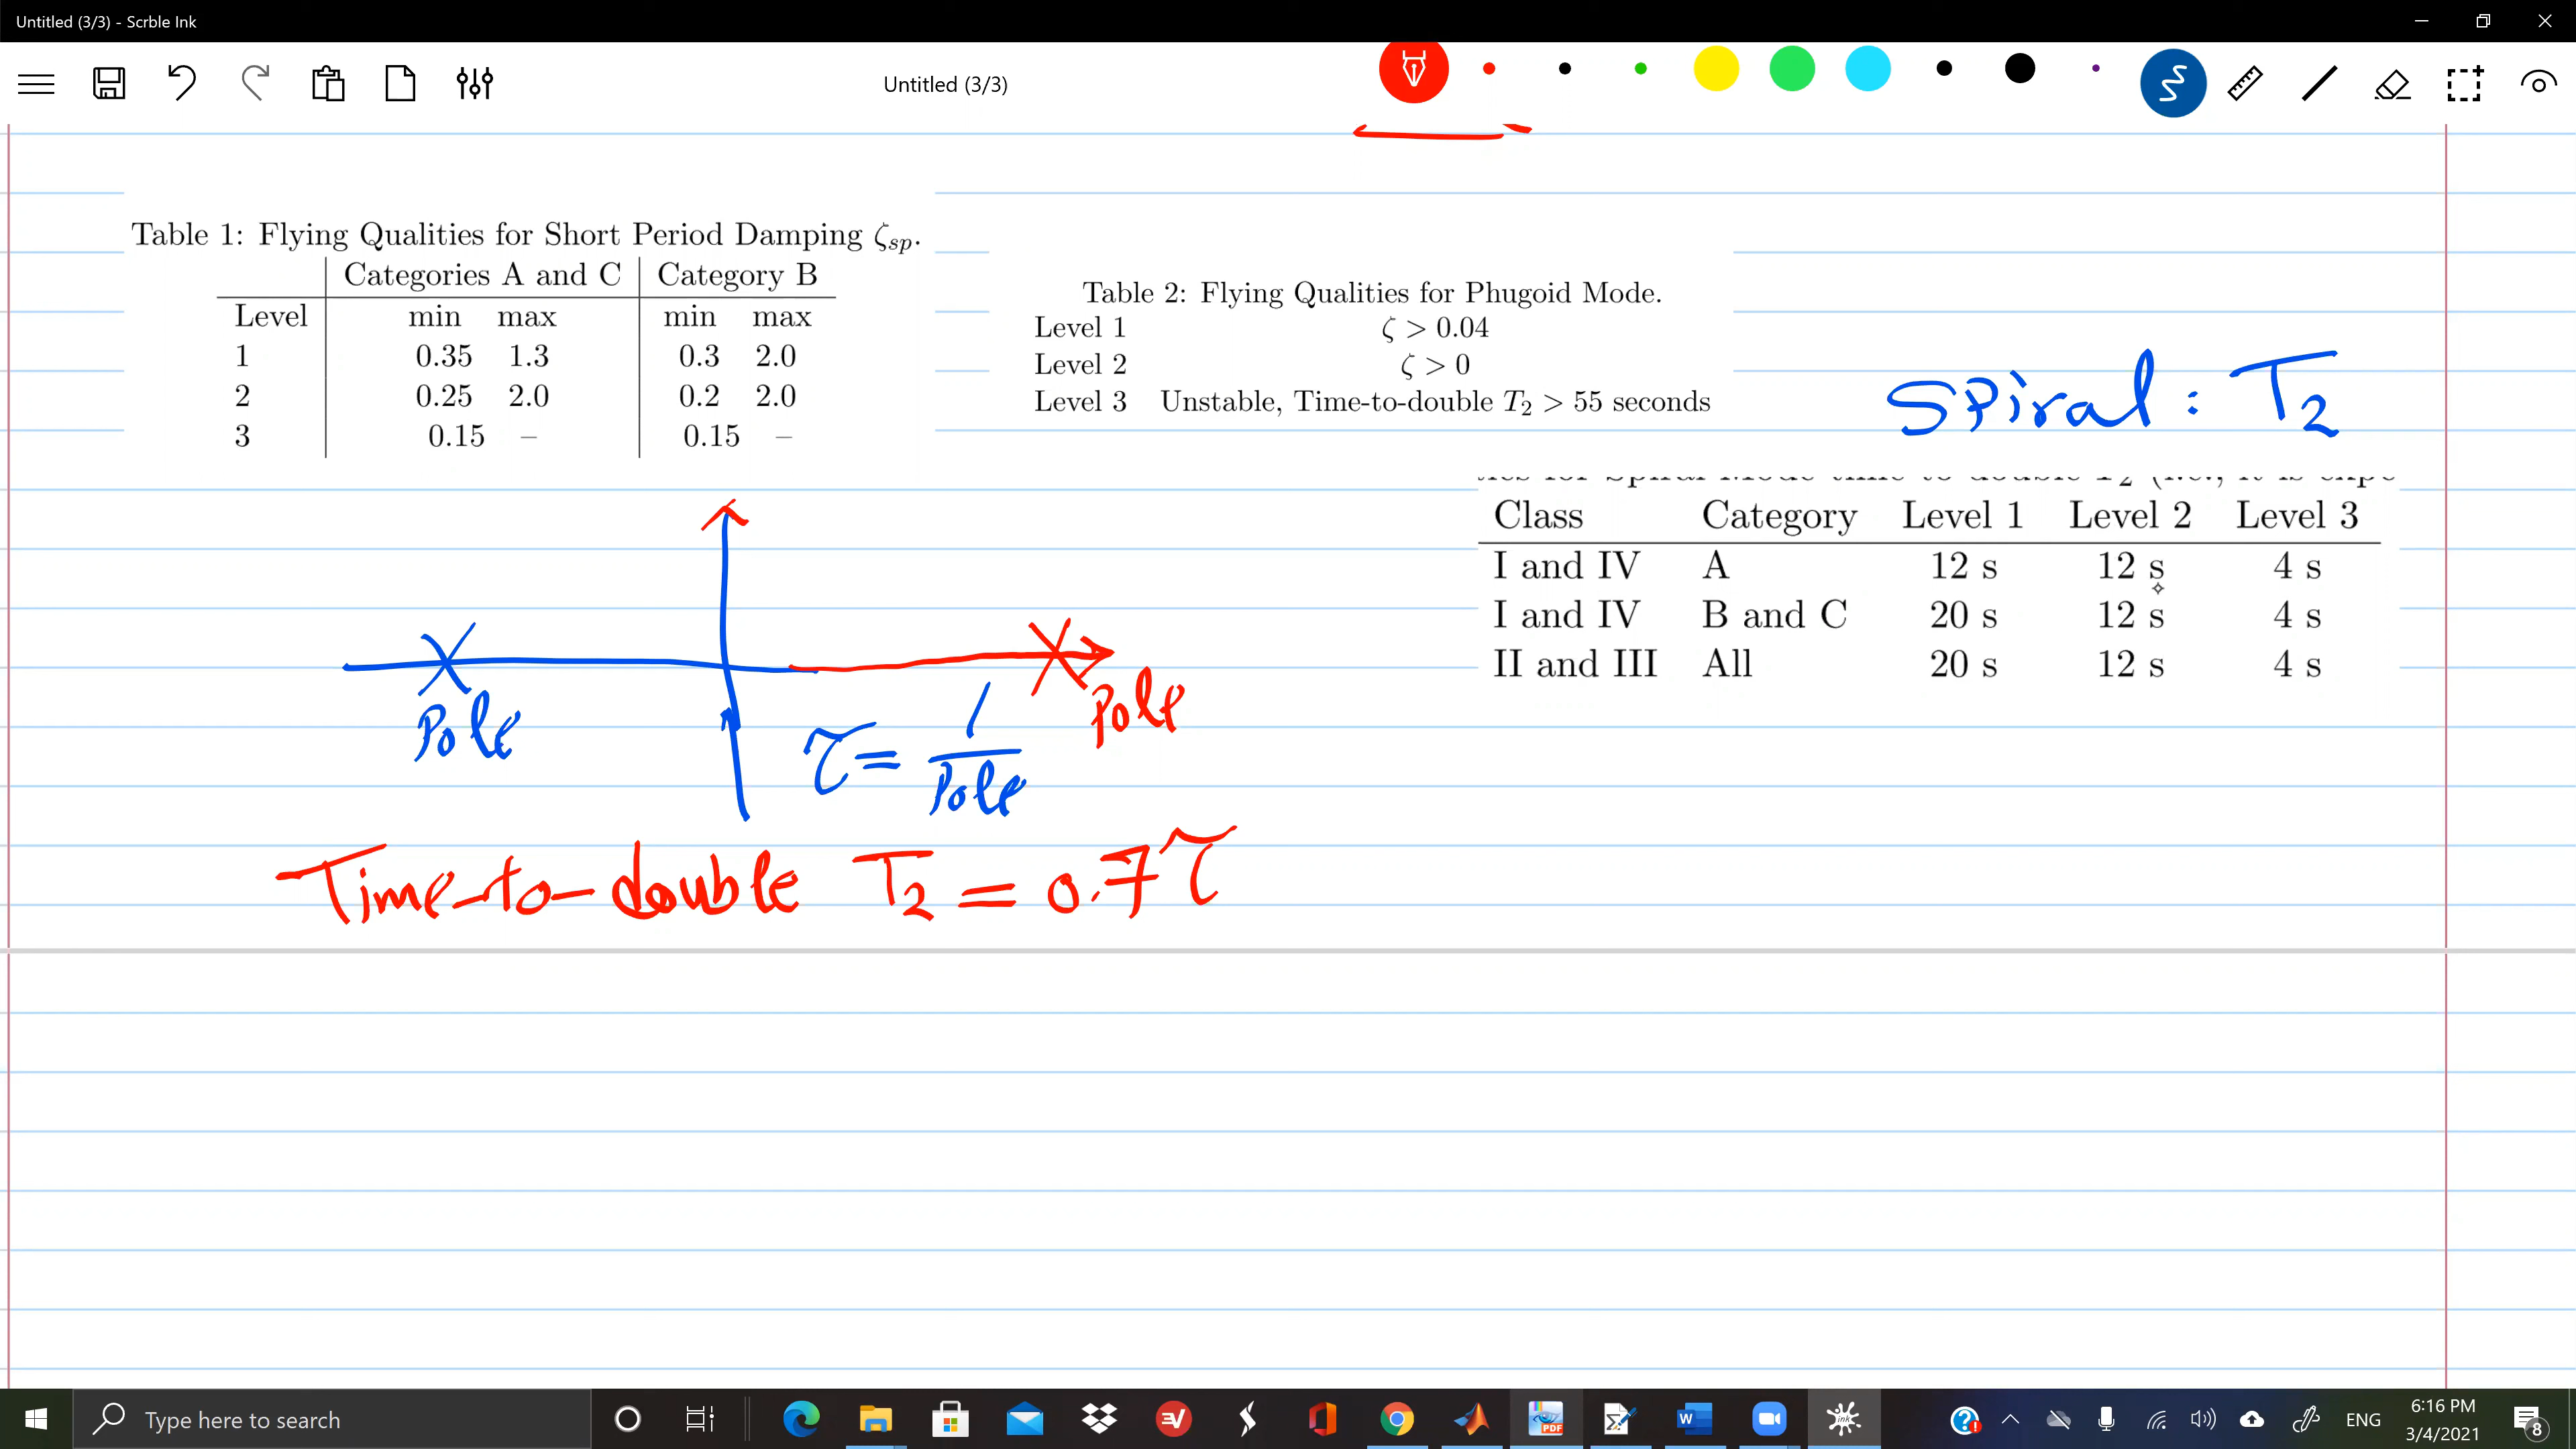 Untitled (3/3) - Scrble Ink
Untitled (3/3)
Table 1: Flying Qualities for Short Period Damping ζsp.
Categories A and C Category B
Level min max min max
1 0.35 1.3 0.3 2.0
2 0.25 2.0 0.2 2.0
3 0.15 – 0.15 –
Table 2: Flying Qualities for Phugoid Mode.
Level 1 ζ > 0.04
Level 2 ζ > 0
Level 3 Unstable, Time-to-double T₂ > 55 seconds
Spiral : T₂
Class Category Level 1 Level 2 Level 3
I and IV A 12 s 12 s 4 s
I and IV B and C 20 s 12 s 4 s
II and III All 20 s 12 s 4 s
Pole
Pole
τ = 1/Pole
Time-to-double T₂ = 0.7τ
Type here to search
ENG
6:16 PM
3/4/2021
8